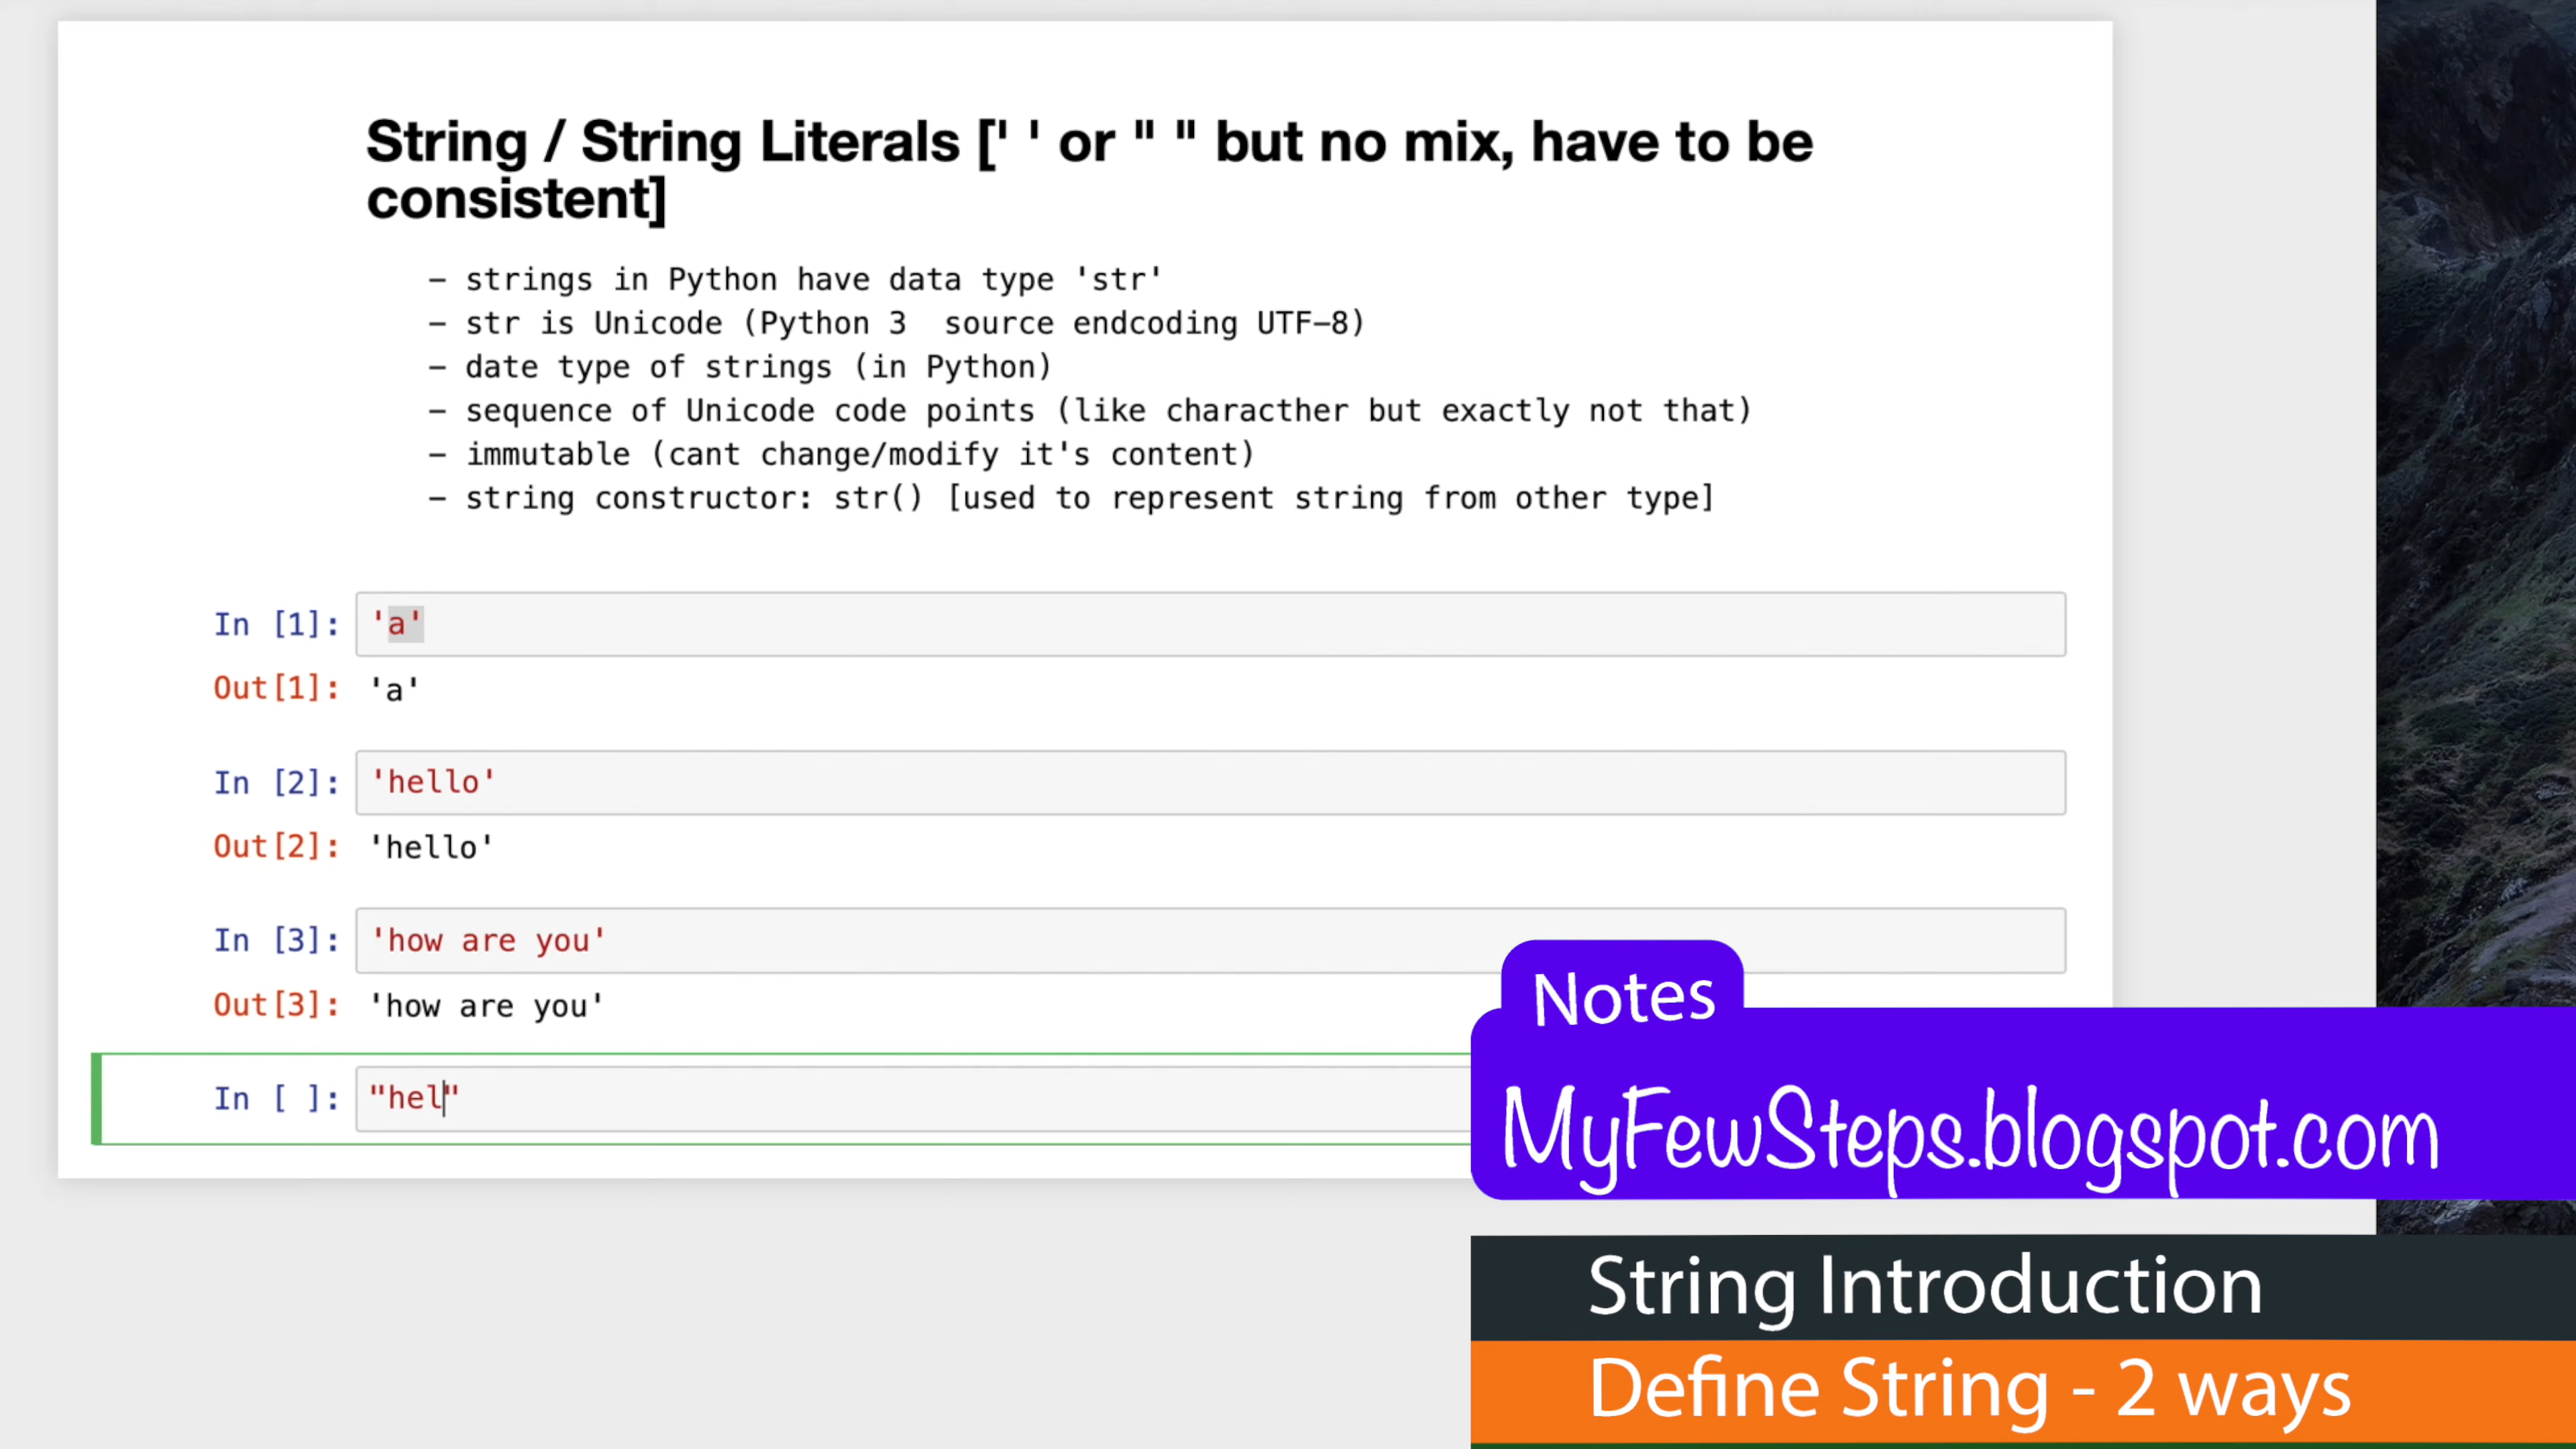 String / String Literals [' ' or " " but no mix, have to be
consistent]
– strings in Python have data type 'str'
– str is Unicode (Python 3  source endcoding UTF–8)
– date type of strings (in Python)
– sequence of Unicode code points (like characther but exactly not that)
– immutable (cant change/modify it's content)
– string constructor: str() [used to represent string from other type]
In [1]: 'a'
Out[1]: 'a'
In [2]: 'hello'
Out[2]: 'hello'
In [3]: 'how are you'
Out[3]: 'how are you'
In [ ]: "hel"
Notes
MyFewSteps.blogspot.com
String Introduction
Define String - 2 ways